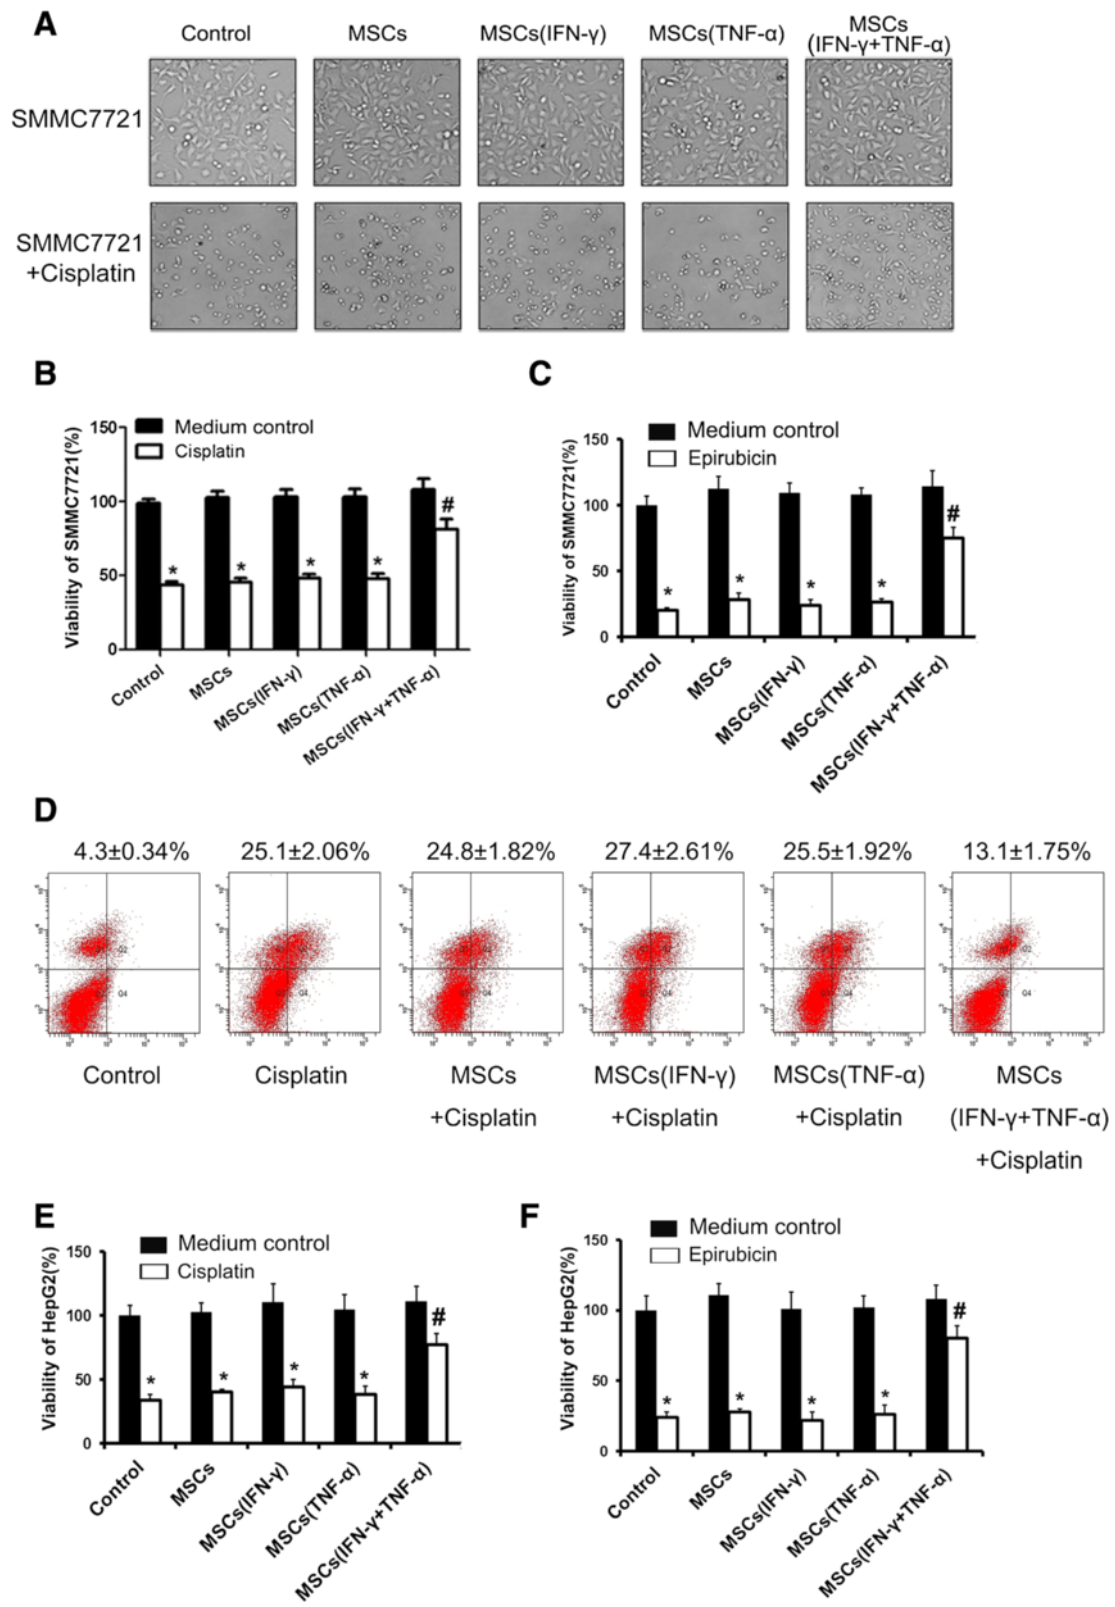 A
Control
MSCs
MSCs(IFN-γ)
MSCs(TNF-α)
MSCs
(IFN-γ+TNF-α)
SMMC7721
SMMC7721
+Cisplatin
B
Viability of SMMC7721(%)
150
100
50
0
Medium control
Cisplatin
*
*
*
*
#
Control
MSCs
MSCs(IFN-γ)
MSCs(TNF-α)
MSCs(IFN-γ+TNF-α)
C
Viability of SMMC7721(%)
150
100
50
0
Medium control
Epirubicin
*
*
*
*
#
Control
MSCs
MSCs(IFN-γ)
MSCs(TNF-α)
MSCs(IFN-γ+TNF-α)
D
4.3±0.34%
25.1±2.06%
24.8±1.82%
27.4±2.61%
25.5±1.92%
13.1±1.75%
Control
Cisplatin
MSCs
+Cisplatin
MSCs(IFN-γ)
+Cisplatin
MSCs(TNF-α)
+Cisplatin
MSCs
(IFN-γ+TNF-α)
+Cisplatin
E
Viability of HepG2(%)
150
100
50
0
Medium control
Cisplatin
*
*
*
*
#
Control
MSCs
MSCs(IFN-γ)
MSCs(TNF-α)
MSCs(IFN-γ+TNF-α)
F
Viability of HepG2(%)
150
100
50
0
Medium control
Epirubicin
*
*
*
*
#
Control
MSCs
MSCs(IFN-γ)
MSCs(TNF-α)
MSCs(IFN-γ+TNF-α)